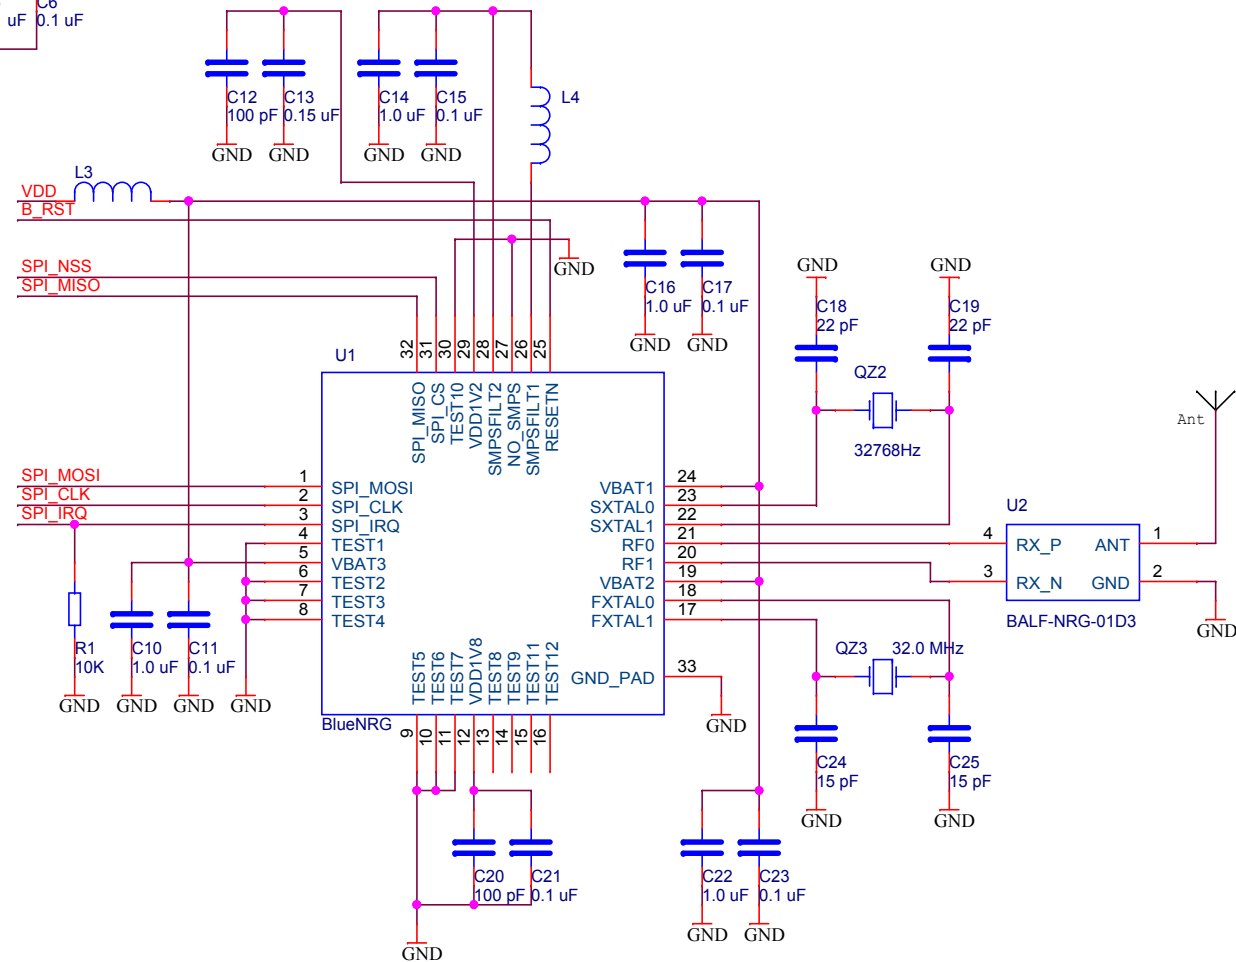 C6
uF 0.1 uF
C12 C13 C14 C15 L4
100 pF 0.15 uF 1.0 uF 0.1 uF
GND GND GND GND
L3
VDD
B_RST
SPI_NSS
SPI_MISO
GND
C16 C17
1.0 uF 0.1 uF
GND GND
GND GND
C18 C19
22 pF 22 pF
QZ2
32768Hz
Ant
U1
32 31 30 29 28 27 26 25
SPI_MISO
SPI_CS
TEST10
VDD1V2
SMPSFILT2
NO_SMPS
SMPSFILT1
RESETN
SPI_MOSI 1 SPI_MOSI
SPI_CLK 2 SPI_CLK
SPI_IRQ 3 SPI_IRQ
4 TEST1
5 VBAT3
6 TEST2
7 TEST3
8 TEST4
VBAT1 24
SXTAL0 23
SXTAL1 22
RF0 21
RF1 20
VBAT2 19
FXTAL0 18
FXTAL1 17
GND_PAD 33
GND
U2
4 RX_P ANT 1
3 RX_N GND 2
BALF-NRG-01D3
GND
R1 C10 C11
10K 1.0 uF 0.1 uF
GND GND GND GND
TEST5
TEST6
TEST7
VDD1V8
TEST8
TEST9
TEST11
TEST12
BlueNRG
9 10 11 12 13 14 15 16
QZ3 32.0 MHz
C24 C25
15 pF 15 pF
GND GND
C20 C21 C22 C23
100 pF 0.1 uF 1.0 uF 0.1 uF
GND GND GND